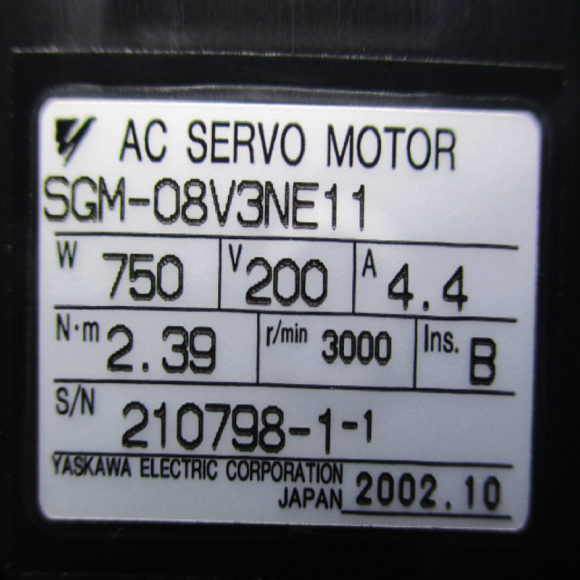 AC SERVO MOTOR
SGM-08V3NE11
W 750 V 200 A 4.4
N·m 2.39 r/min 3000 Ins. B
S/N 210798-1-1
YASKAWA ELECTRIC CORPORATION
JAPAN 2002.10